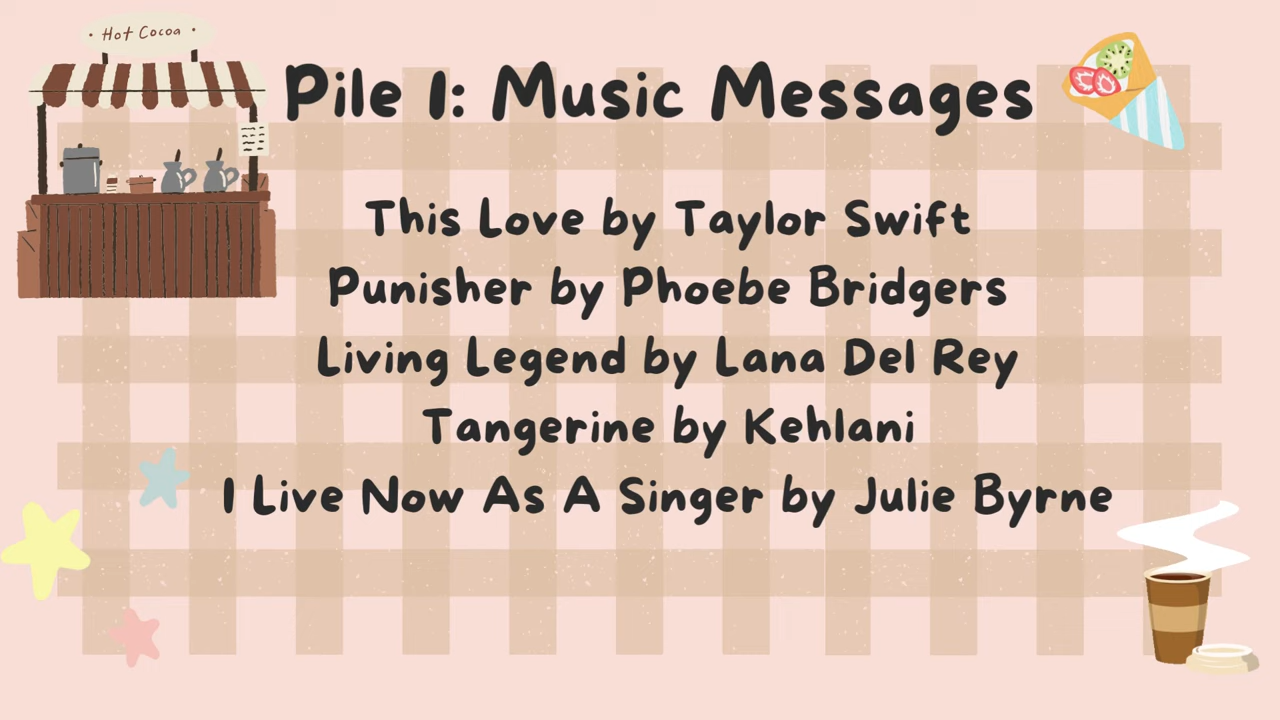 • Hot Cocoa •
Pile 1: Music Messages
This Love by Taylor Swift
Punisher by Phoebe Bridgers
Living Legend by Lana Del Rey
Tangerine by Kehlani
I Live Now As A Singer by Julie Byrne